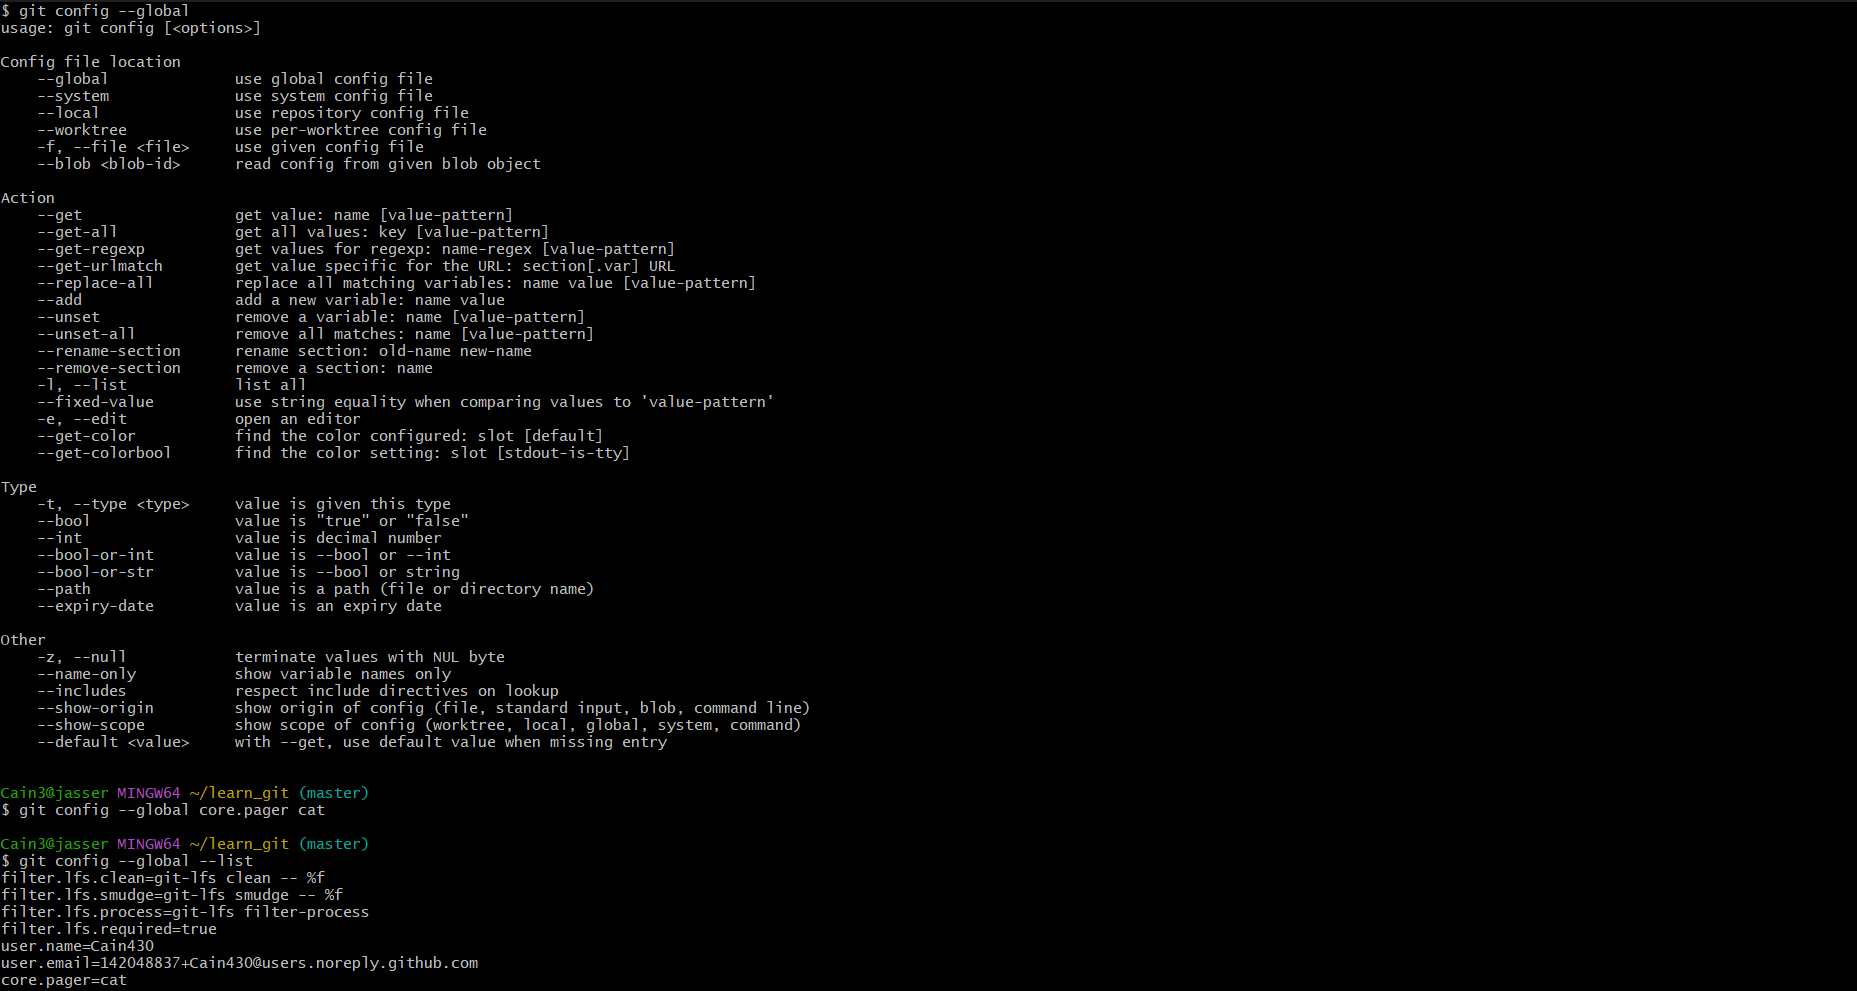 $ git config --global
usage: git config [<options>]
Config file location
--global use global config file
--system use system config file
--local use repository config file
--worktree use per-worktree config file
-f, --file <file> use given config file
--blob <blob-id> read config from given blob object
Action
--get get value: name [value-pattern]
--get-all get all values: key [value-pattern]
--get-regexp get values for regexp: name-regex [value-pattern]
--get-urlmatch get value specific for the URL: section[.var] URL
--replace-all replace all matching variables: name value [value-pattern]
--add add a new variable: name value
--unset remove a variable: name [value-pattern]
--unset-all remove all matches: name [value-pattern]
--rename-section rename section: old-name new-name
--remove-section remove a section: name
-l, --list list all
--fixed-value use string equality when comparing values to 'value-pattern'
-e, --edit open an editor
--get-color find the color configured: slot [default]
--get-colorbool find the color setting: slot [stdout-is-tty]
Type
-t, --type <type> value is given this type
--bool value is "true" or "false"
--int value is decimal number
--bool-or-int value is --bool or --int
--bool-or-str value is --bool or string
--path value is a path (file or directory name)
--expiry-date value is an expiry date
Other
-z, --null terminate values with NUL byte
--name-only show variable names only
--includes respect include directives on lookup
--show-origin show origin of config (file, standard input, blob, command line)
--show-scope show scope of config (worktree, local, global, system, command)
--default <value> with --get, use default value when missing entry
Cain3@jasser MINGW64 ~/learn_git (master)
$ git config --global core.pager cat
Cain3@jasser MINGW64 ~/learn_git (master)
$ git config --global --list
filter.lfs.clean=git-lfs clean -- %f
filter.lfs.smudge=git-lfs smudge -- %f
filter.lfs.process=git-lfs filter-process
filter.lfs.required=true
user.name=Cain430
user.email=142048837+Cain430@users.noreply.github.com
core.pager=cat